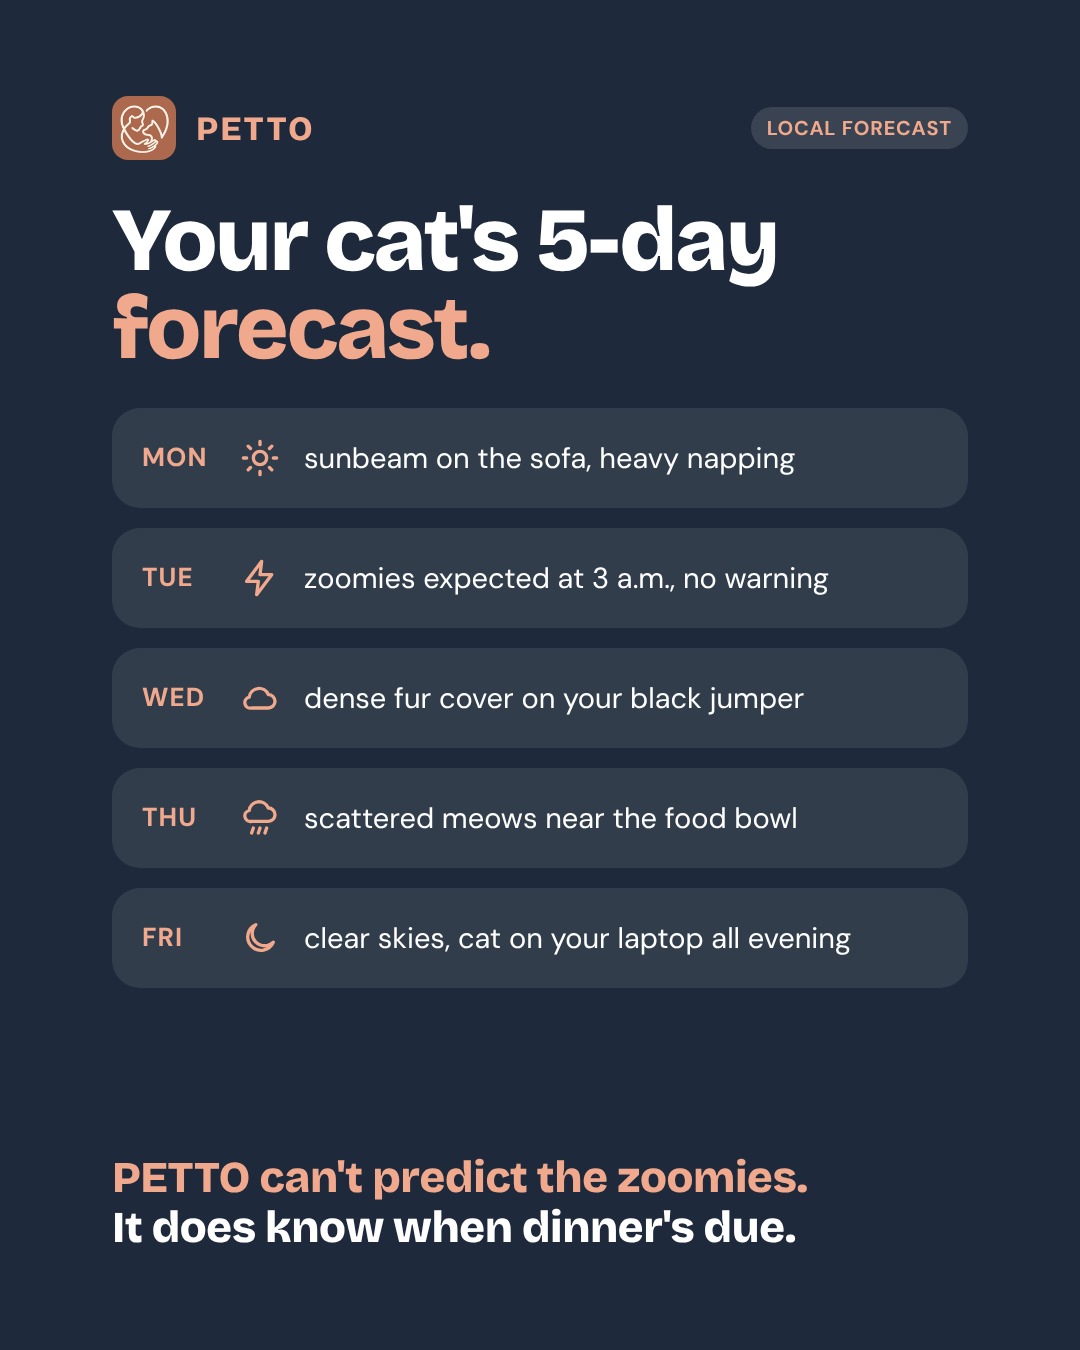 PETTO
LOCAL FORECAST
Your cat's 5-day
forecast.
MON sunbeam on the sofa, heavy napping
TUE zoomies expected at 3 a.m., no warning
WED dense fur cover on your black jumper
THU scattered meows near the food bowl
FRI clear skies, cat on your laptop all evening
PETTO can't predict the zoomies.
It does know when dinner's due.